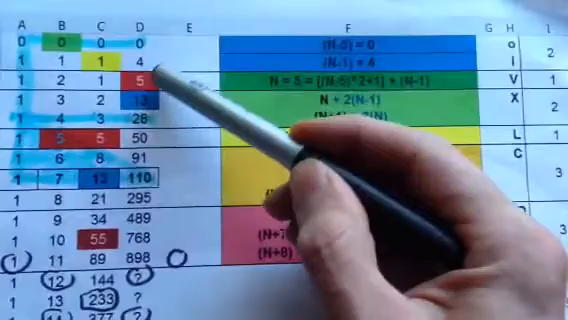 A B C D E F G H I
0 0 0 0 (N-5) = 0 o
1 1 1 4 (N-1) = 4 I 2
1 2 1 5 N = 5 = [(N-5)^2+1] + (N-1) V 1
1 3 2 13 N + 2(N-1) X 2
1 4 3 28
1 5 5 50 L 1
1 6 8 91 C
1 7 13 110 3
1 8 21 295
1 9 34 489
1 10 55 768 3
1 11 89 898 (N+8)
1 12 144 ?
1 13 233 ?
377 ?